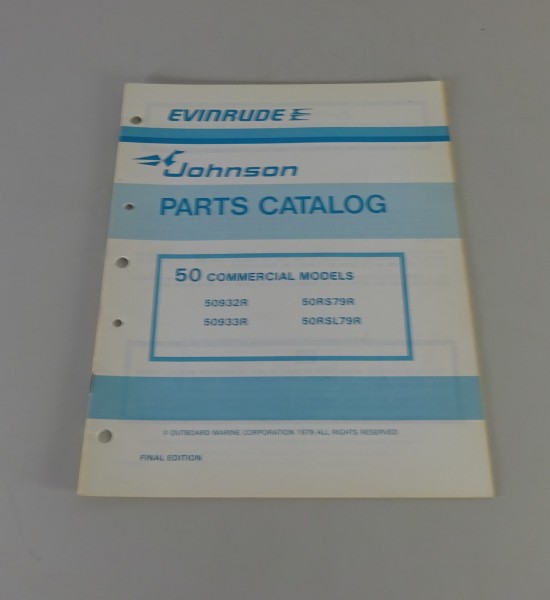 EVINRUDE
Johnson
PARTS CATALOG
50 COMMERCIAL MODELS
50932R 50RS79R
50933R 50RSL79R
© OUTBOARD MARINE CORPORATION 1979 ALL RIGHTS RESERVED
FINAL EDITION